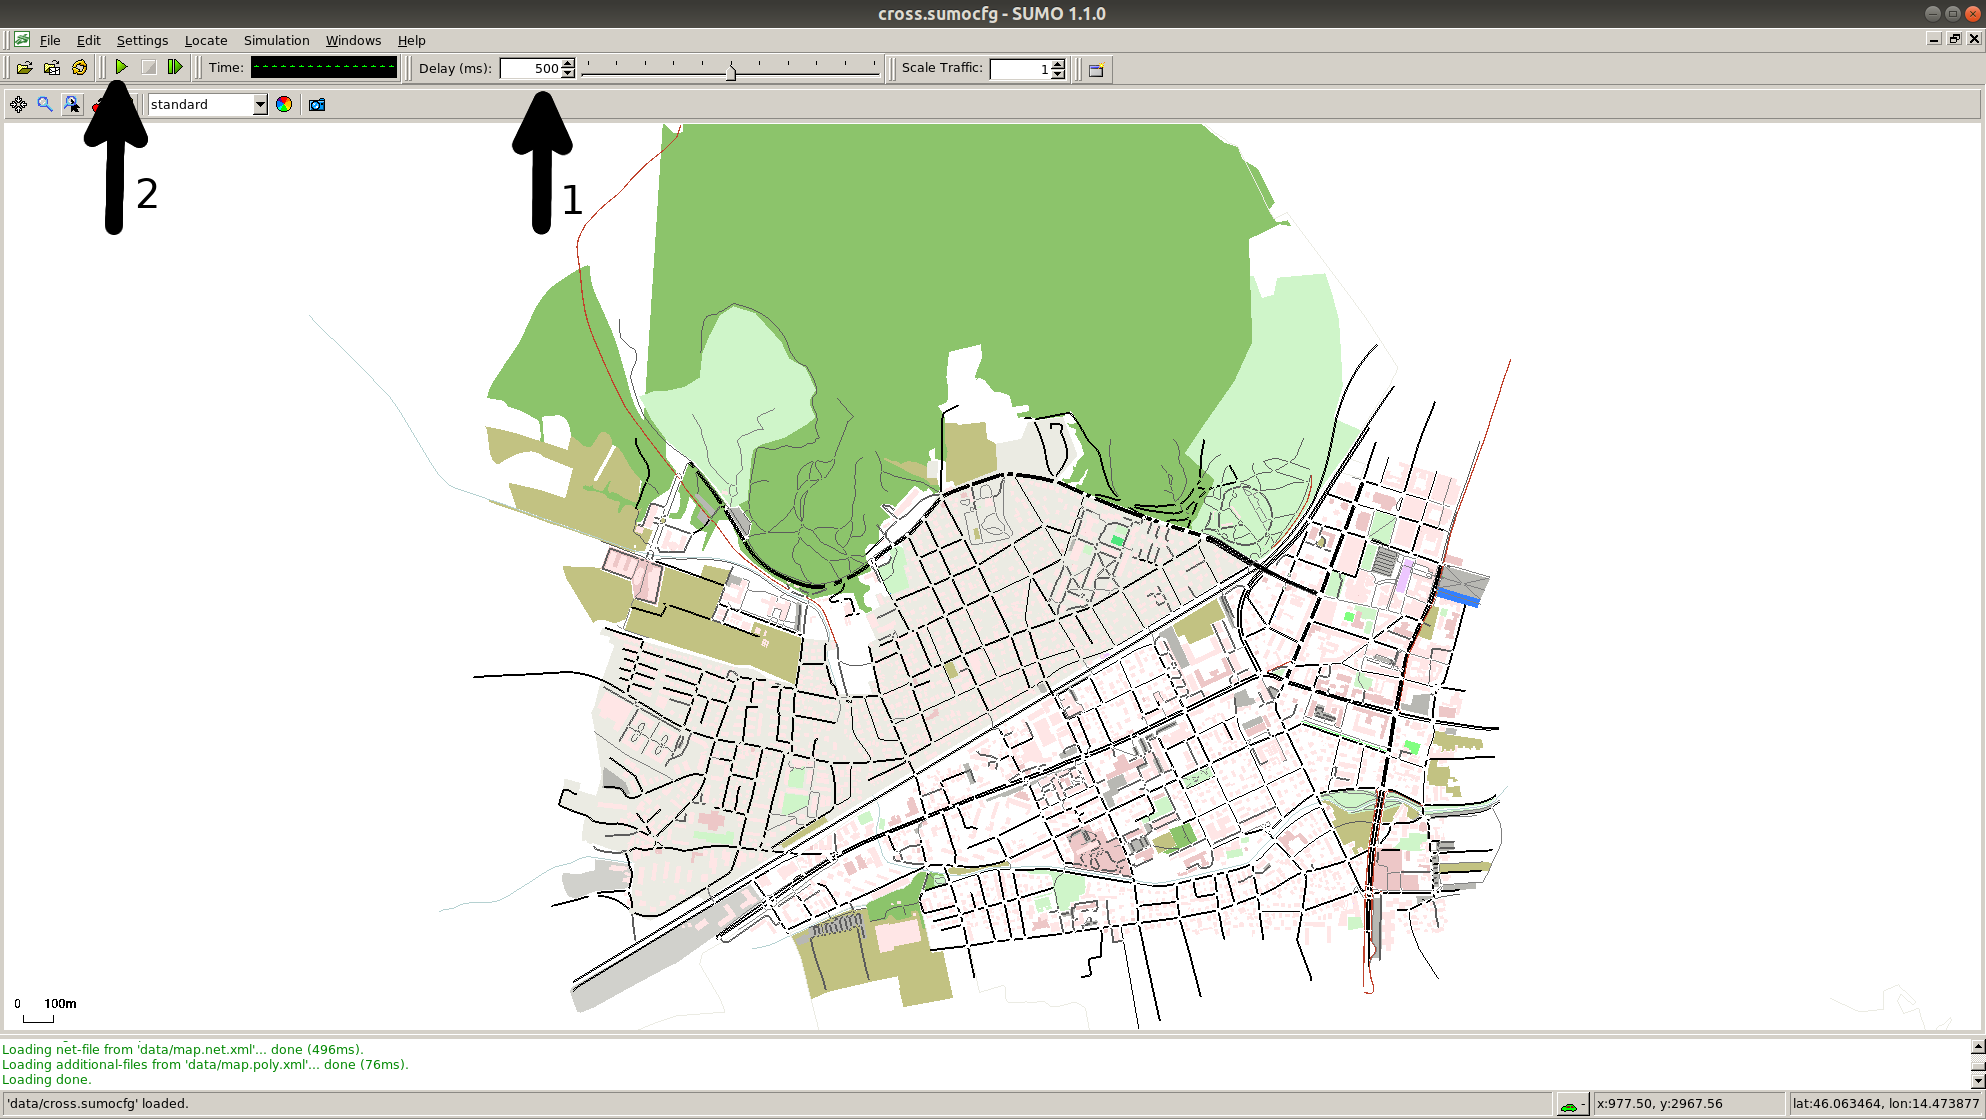 cross.sumocfg - SUMO 1.1.0
File Edit Settings Locate Simulation Windows Help
Time: Delay (ms): 500 Scale Traffic: 1
standard
2
1
0 100m
Loading net-file from 'data/map.net.xml'... done (496ms).
Loading additional-files from 'data/map.poly.xml'... done (76ms).
Loading done.
'data/cross.sumocfg' loaded. - x:977.50, y:2967.56 lat:46.063464, lon:14.473877